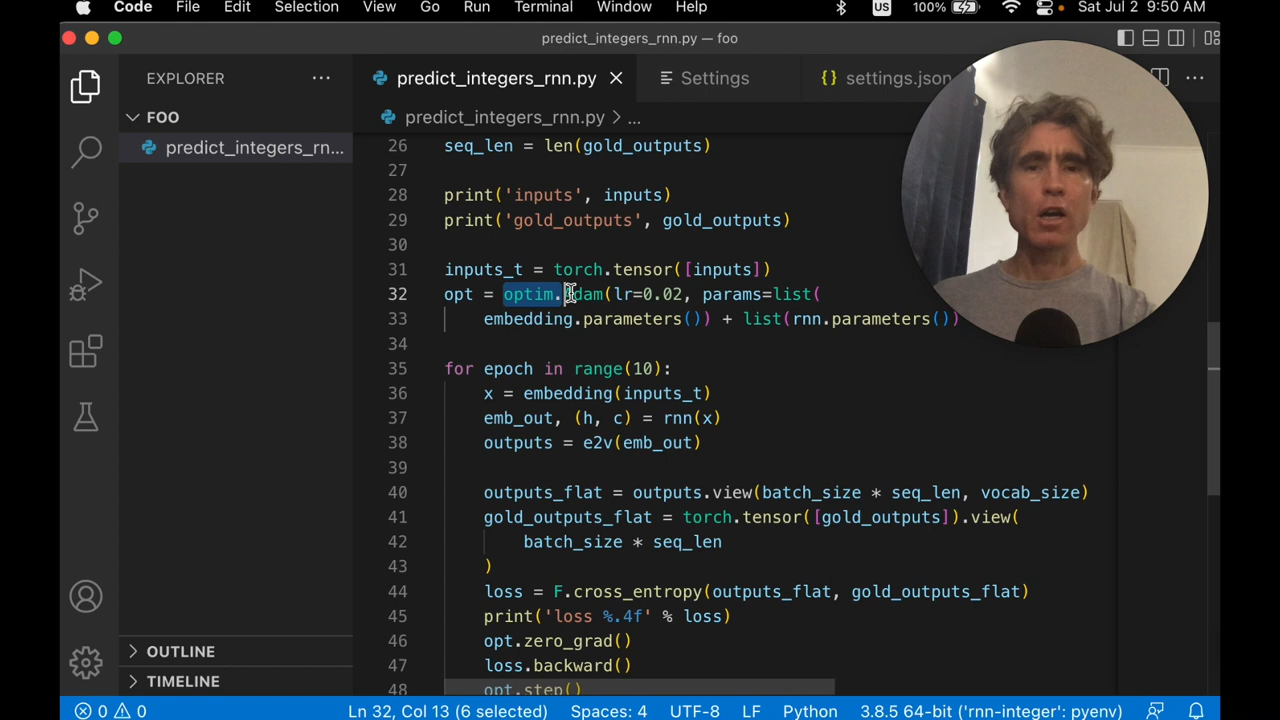 Code File Edit Selection View Go Run Terminal Window Help US 100% Sat Jul 2 9:50 AM
predict_integers_rnn.py — foo
EXPLORER
FOO
predict_integers_rn...
OUTLINE
TIMELINE
predict_integers_rnn.py Settings {} settings.json
predict_integers_rnn.py > ...
26 seq_len = len(gold_outputs)
27
28 print('inputs', inputs)
29 print('gold_outputs', gold_outputs)
30
31 inputs_t = torch.tensor([inputs])
32 opt = optim.Adam(lr=0.02, params=list(
33 embedding.parameters()) + list(rnn.parameters())
34
35 for epoch in range(10):
36 x = embedding(inputs_t)
37 emb_out, (h, c) = rnn(x)
38 outputs = e2v(emb_out)
39
40 outputs_flat = outputs.view(batch_size * seq_len, vocab_size)
41 gold_outputs_flat = torch.tensor([gold_outputs]).view(
42 batch_size * seq_len
43 )
44 loss = F.cross_entropy(outputs_flat, gold_outputs_flat)
45 print('loss %.4f' % loss)
46 opt.zero_grad()
47 loss.backward()
48 opt.step()
0 0 Ln 32, Col 13 (6 selected) Spaces: 4 UTF-8 LF Python 3.8.5 64-bit ('rnn-integer': pyenv)